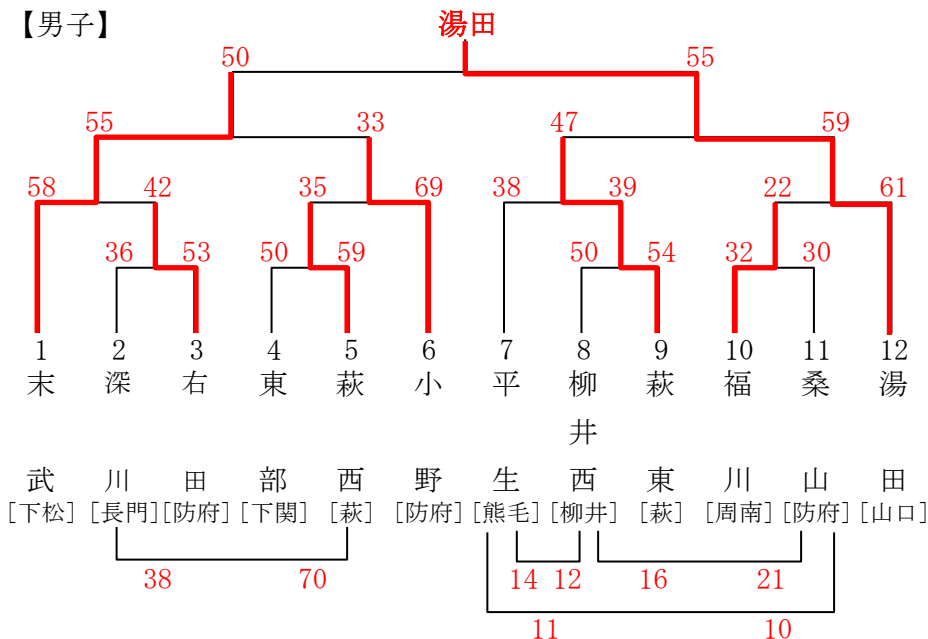 【男子】
湯田
50 55
55 33 47 59
58 42 35 69 38 39 22 61
36 53 50 59 50 54 32 30
1 2 3 4 5 6 7 8 9 10 11 12
末武 深川 右田 東部 萩西 小野 平生 柳井西 萩東 福川 桑山 湯田
[下松] [長門] [防府] [下関] [萩] [防府] [熊毛] [柳井] [萩] [周南] [防府] [山口]
38 70 14 12 16 21
11 10